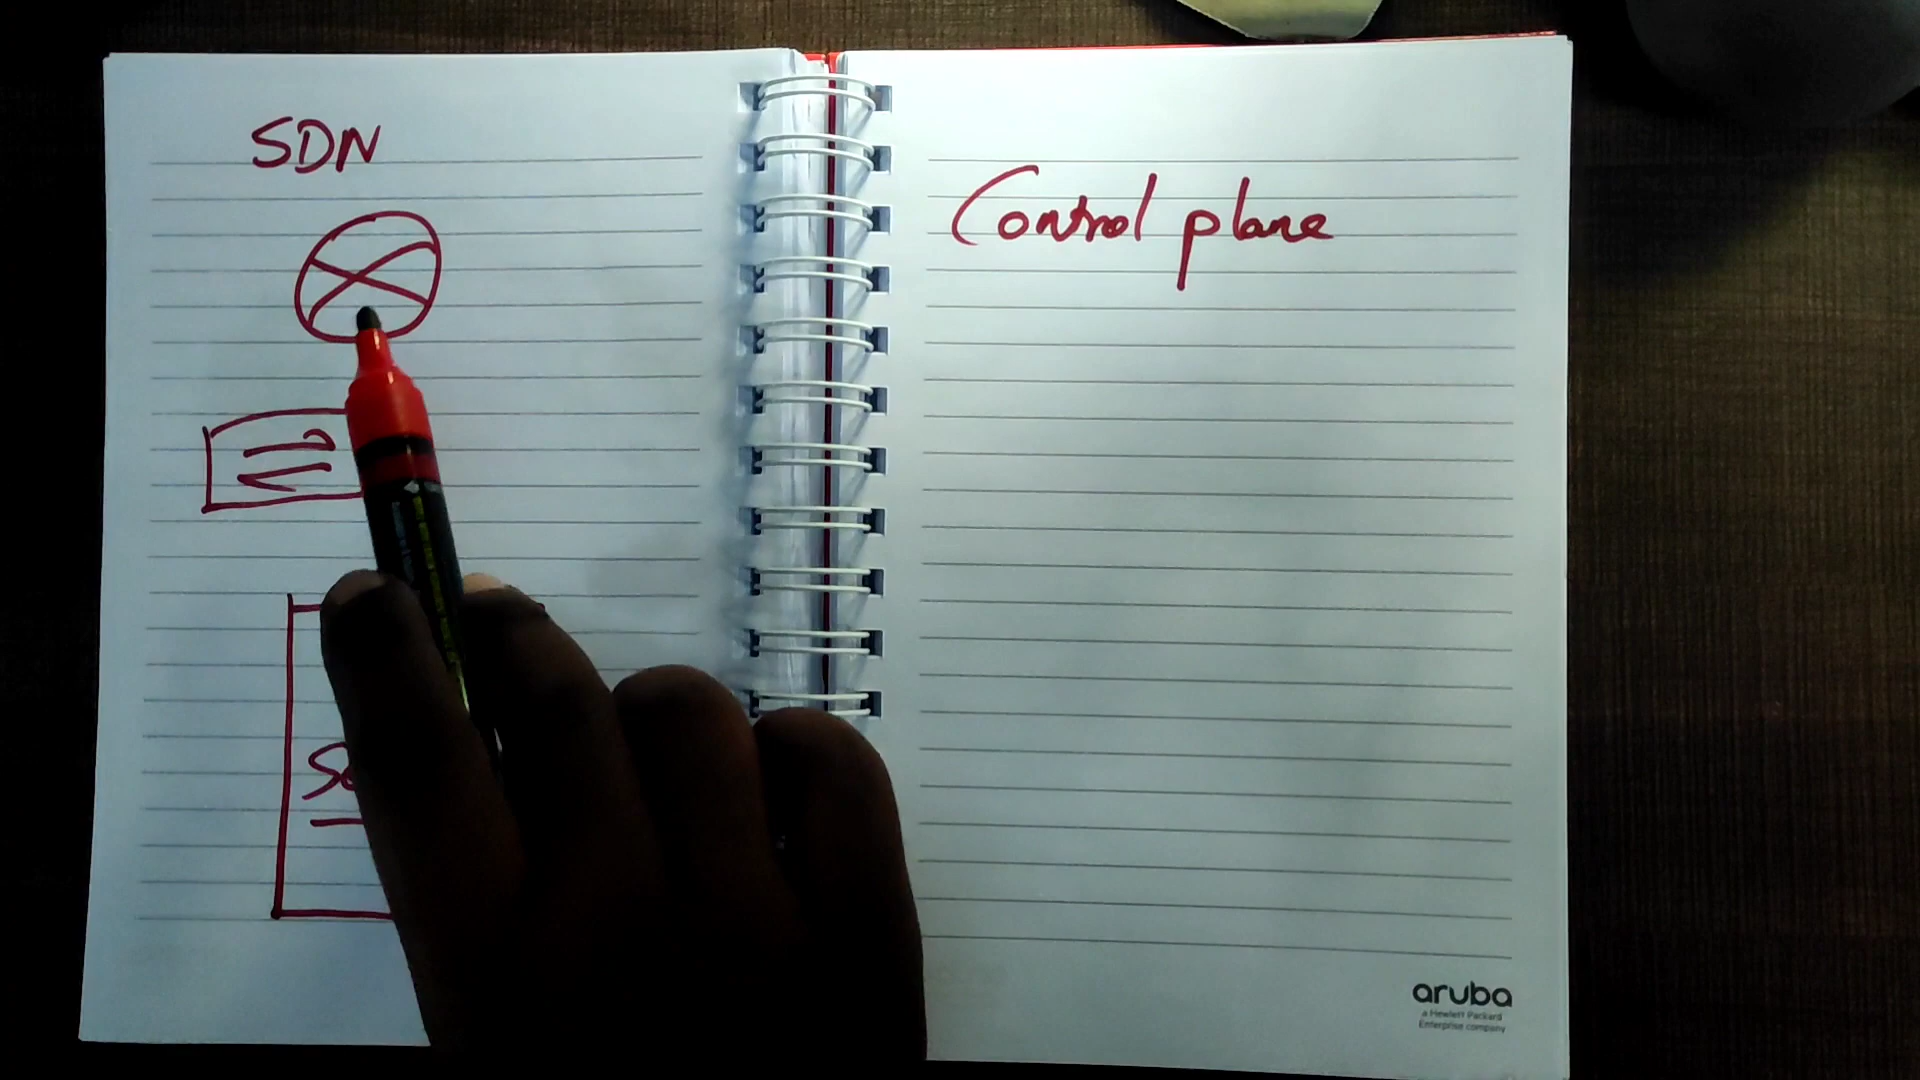 SDN
Control plane
aruba
a Hewlett Packard
Enterprise company